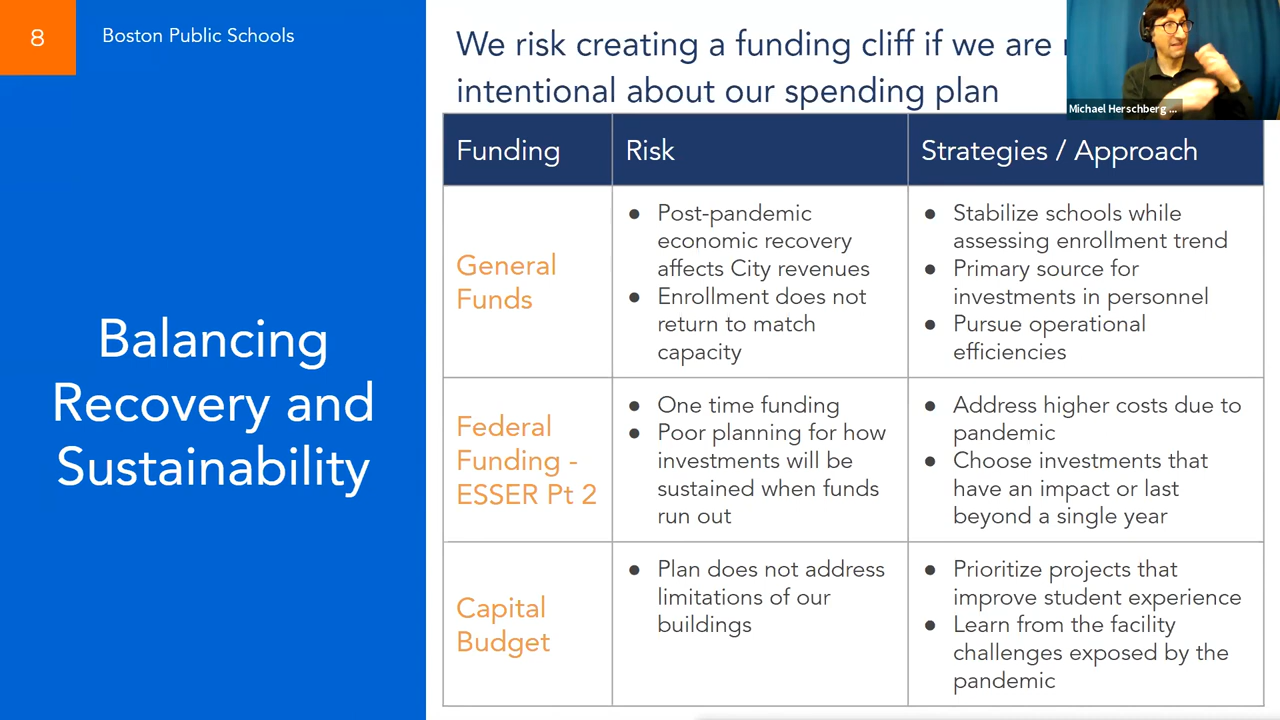 8
Boston Public Schools
Balancing
Recovery and
Sustainability
We risk creating a funding cliff if we are
intentional about our spending plan
Michael Herschberg ...
Funding
Risk
Strategies / Approach
General
Funds
● Post-pandemic
economic recovery
affects City revenues
● Enrollment does not
return to match
capacity
● Stabilize schools while
assessing enrollment trend
● Primary source for
investments in personnel
● Pursue operational
efficiencies
Federal
Funding -
ESSER Pt 2
● One time funding
● Poor planning for how
investments will be
sustained when funds
run out
● Address higher costs due to
pandemic
● Choose investments that
have an impact or last
beyond a single year
Capital
Budget
● Plan does not address
limitations of our
buildings
● Prioritize projects that
improve student experience
● Learn from the facility
challenges exposed by the
pandemic